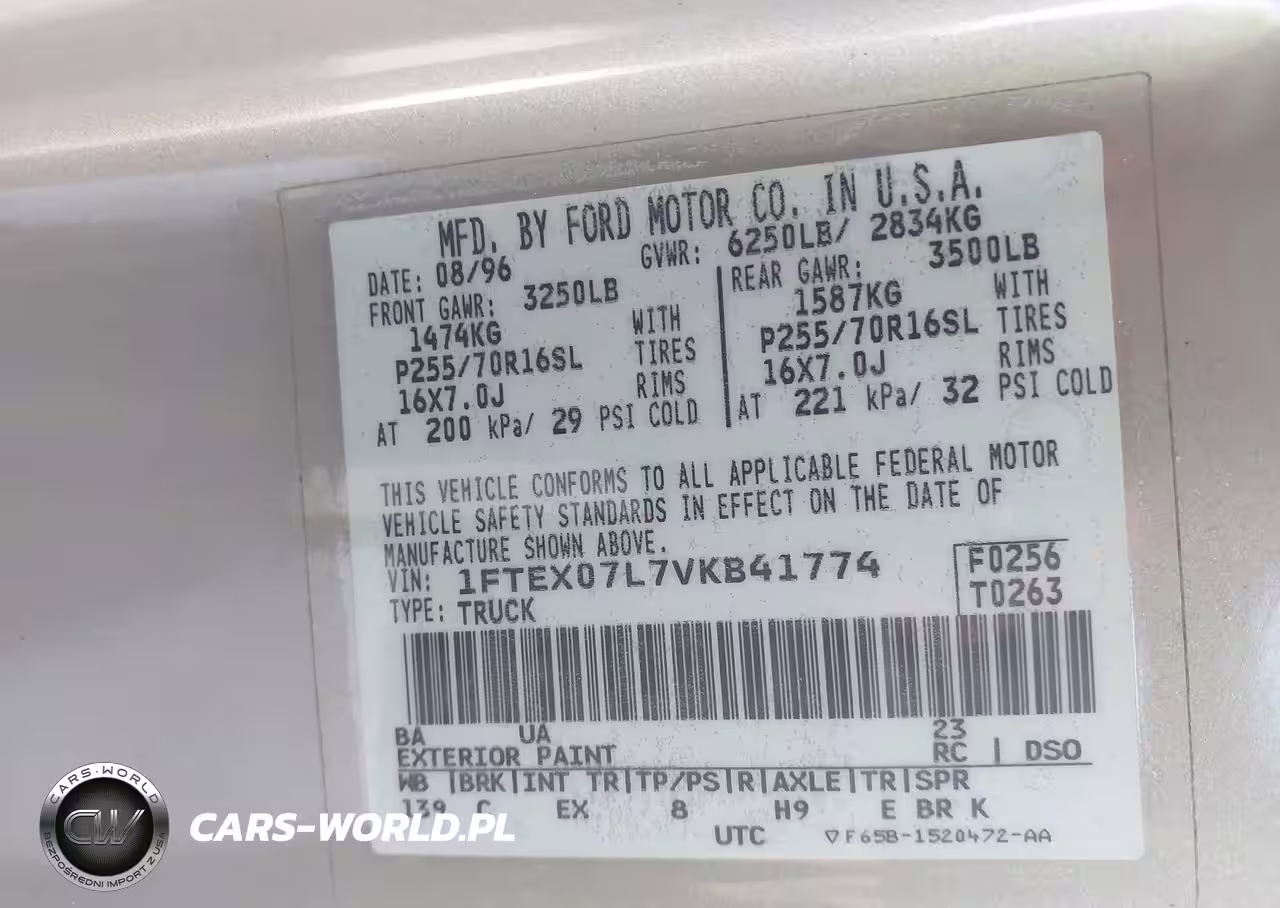 MFD. BY FORD MOTOR CO. IN U.S.A.
DATE: 08/96 GVWR: 6250LB/ 2834KG
FRONT GAWR: 3250LB REAR GAWR: 3500LB
1474KG WITH 1587KG WITH
P255/70R16SL TIRES P255/70R16SL TIRES
16X7.0J RIMS 16X7.0J RIMS
AT 200 kPa/ 29 PSI COLD AT 221 kPa/ 32 PSI COLD
THIS VEHICLE CONFORMS TO ALL APPLICABLE FEDERAL MOTOR
VEHICLE SAFETY STANDARDS IN EFFECT ON THE DATE OF
MANUFACTURE SHOWN ABOVE.
VIN: 1FTEX07L7VKB41774 F0256
TYPE: TRUCK T0263
BA UA 23
EXTERIOR PAINT RC | DSO
WB |BRK|INT TR|TP/PS|R|AXLE|TR|SPR
139 C EX 8 H9 E BR K
UTC ▽F65B-1520472-AA
CARS-WORLD
CW
BEZPOŚREDNI IMPORT Z USA
CARS-WORLD.PL